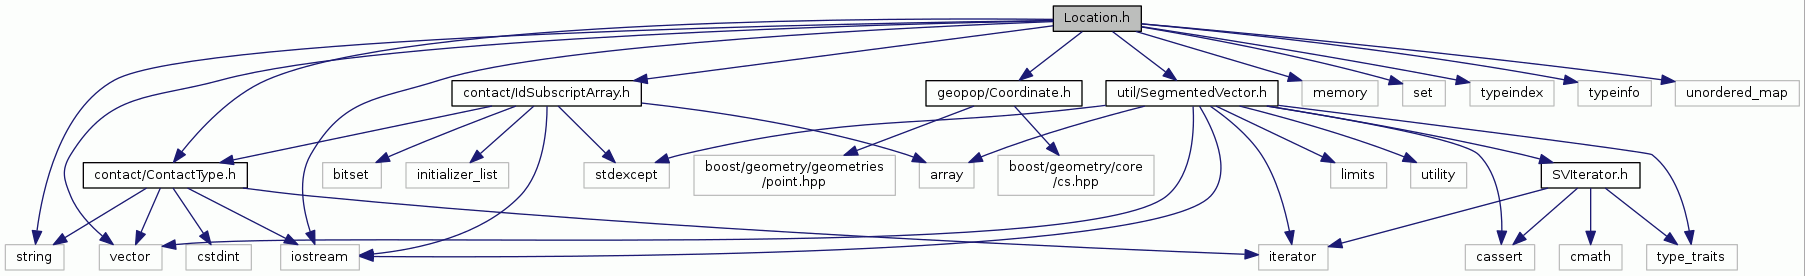 Location.h
contact/IdSubscriptArray.h
geopop/Coordinate.h
util/SegmentedVector.h
memory
set
typeindex
typeinfo
unordered_map
contact/ContactType.h
bitset
initializer_list
stdexcept
boost/geometry/geometries
/point.hpp
array
boost/geometry/core
/cs.hpp
limits
utility
SVIterator.h
string
vector
cstdint
iostream
iterator
cassert
cmath
type_traits